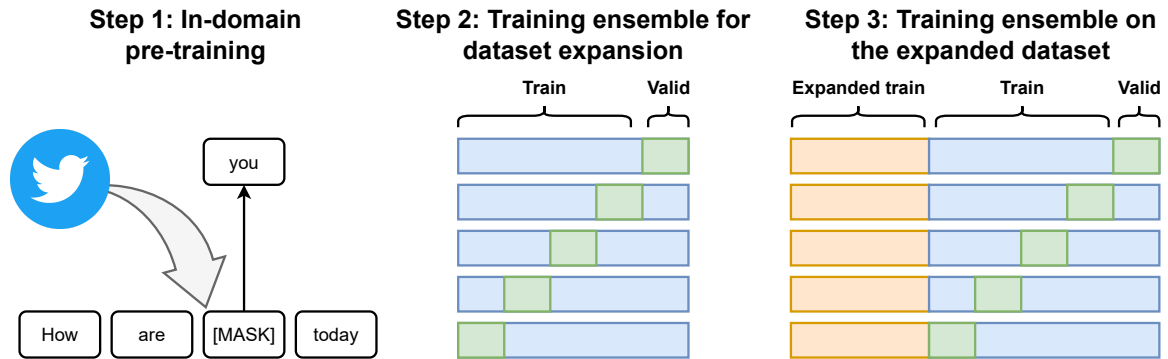 Step 1: In-domain
pre-training
you
How
are
[MASK]
today
Step 2: Training ensemble for
dataset expansion
Train
Valid
Step 3: Training ensemble on
the expanded dataset
Expanded train
Train
Valid